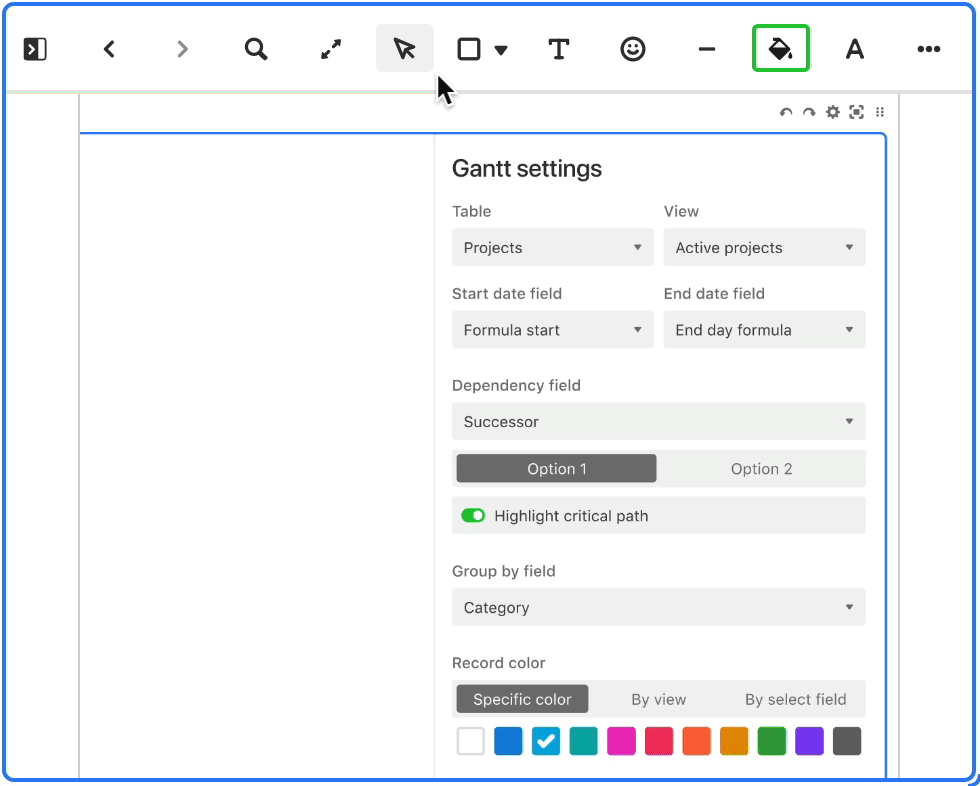 Gantt settings
Table View
Projects Active projects
Start date field End date field
Formula start End day formula
Dependency field
Successor
Option 1 Option 2
Highlight critical path
Group by field
Category
Record color
Specific color By view By select field